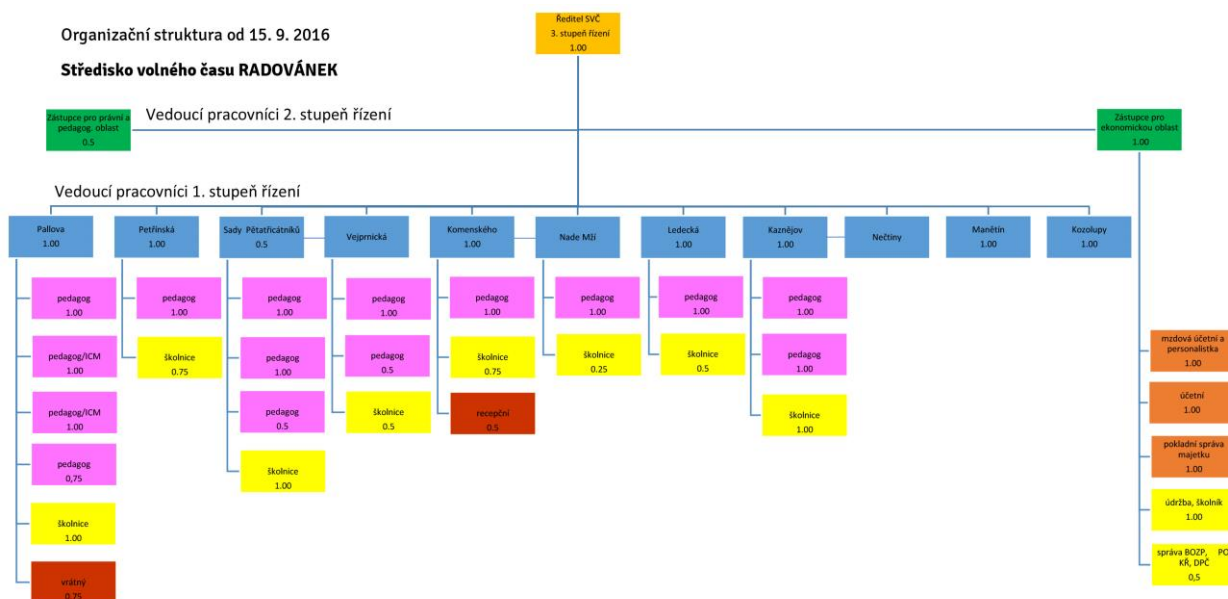 Organizační struktura od 15. 9. 2016
Středisko volného času RADOVÁNEK
Ředitel SVČ
3. stupeň řízení
1.00
Zástupce pro právní a
pedagog. oblast
0.5
Vedoucí pracovníci 2. stupeň řízení
Zástupce pro
ekonomickou oblast
1.00
Vedoucí pracovníci 1. stupeň řízení
Pallova
1.00
Petřínská
1.00
Sady Pětatřicátníků
0.5
Vejprnická
Komenského
1.00
Nade Mží
Ledecká
1.00
Kaznějov
1.00
Nečtiny
Manětín
1.00
Kozolupy
1.00
pedagog
1.00
pedagog/ICM
1.00
pedagog/ICM
1.00
pedagog
0,75
školnice
1.00
vrátný
0.75
pedagog
1.00
školnice
0.75
pedagog
1.00
pedagog
1.00
pedagog
0.5
školnice
1.00
pedagog
1.00
pedagog
0.5
školnice
0.5
pedagog
1.00
školnice
0.75
recepční
0.5
pedagog
1.00
školnice
0.25
pedagog
1.00
školnice
0.5
pedagog
1.00
pedagog
1.00
školnice
1.00
mzdová účetní a
personalistka
1.00
účetní
1.00
pokladní správa
majetku
1.00
údržba, školník
1.00
správa BOZP, PO
KŘ, DPČ
0,5